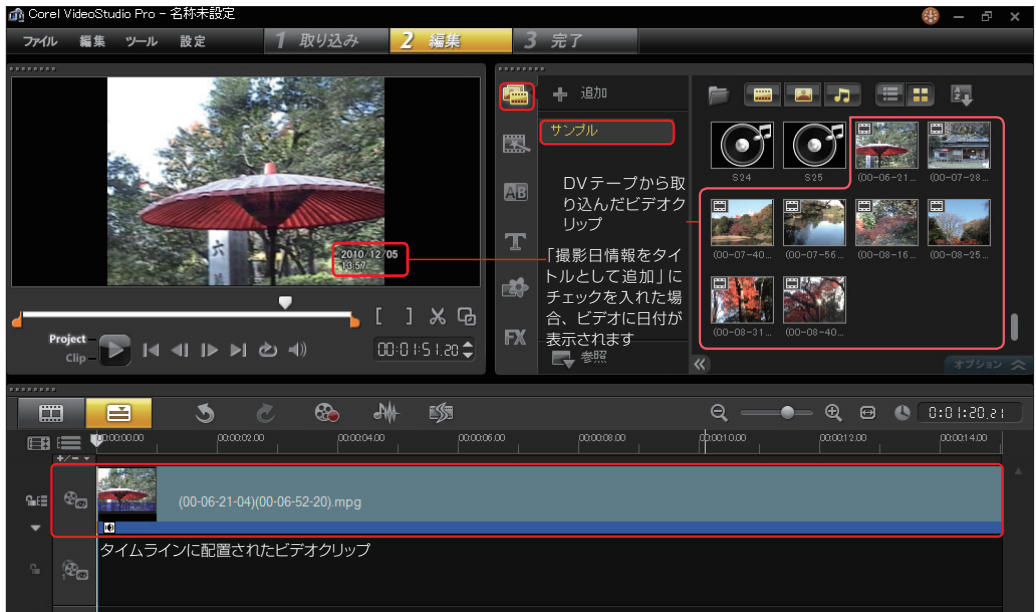 Corel VideoStudio Pro - 名称未設定
ファイル 編集 ツール 設定 1 取り込み 2 編集 3 完了
追加
サンプル
DVテープから取
り込んだビデオク
リップ
「撮影日情報をタイ
トルとして追加」に
チェックを入れた場
合、ビデオに日付が
表示されます
参照
AB
T
FX
S24 S25 (00-06-21... (00-07-28...
(00-07-40... (00-07-56... (00-08-16... (00-08-25...
(00-08-31... (00-08-40...
オプション
六
2010/12/05
13:57
[ ]
Project
Clip
00:01:51.20
0:01:20.21
00:00:00.00 00:00:02.00 00:00:04.00 00:00:06.00 00:00:08.00 00:00:10.00 00:00:12.00 00:00:14.00
+/-
(00-06-21-04)(00-06-52-20).mpg
タイムラインに配置されたビデオクリップ
1